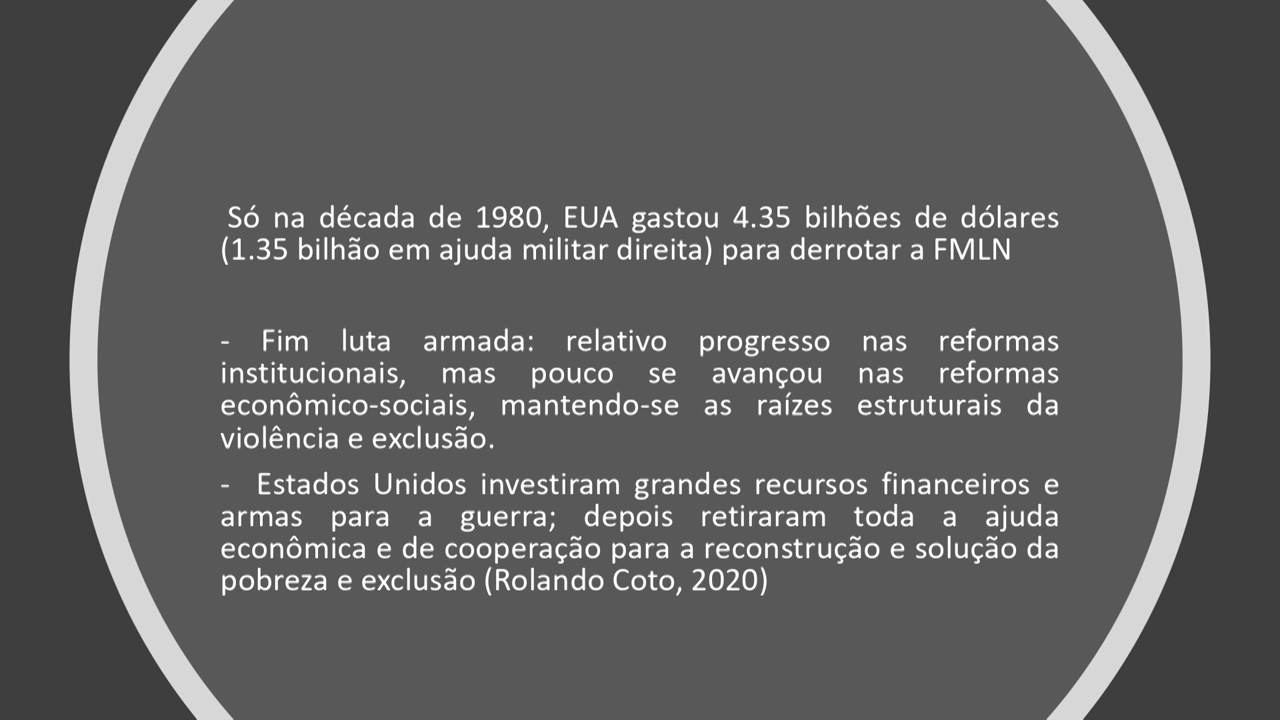 Só na década de 1980, EUA gastou 4.35 bilhões de dólares
(1.35 bilhão em ajuda militar direita) para derrotar a FMLN
- Fim luta armada: relativo progresso nas reformas
institucionais, mas pouco se avançou nas reformas
econômico-sociais, mantendo-se as raízes estruturais da
violência e exclusão.
- Estados Unidos investiram grandes recursos financeiros e
armas para a guerra; depois retiraram toda a ajuda
econômica e de cooperação para a reconstrução e solução da
pobreza e exclusão (Rolando Coto, 2020)